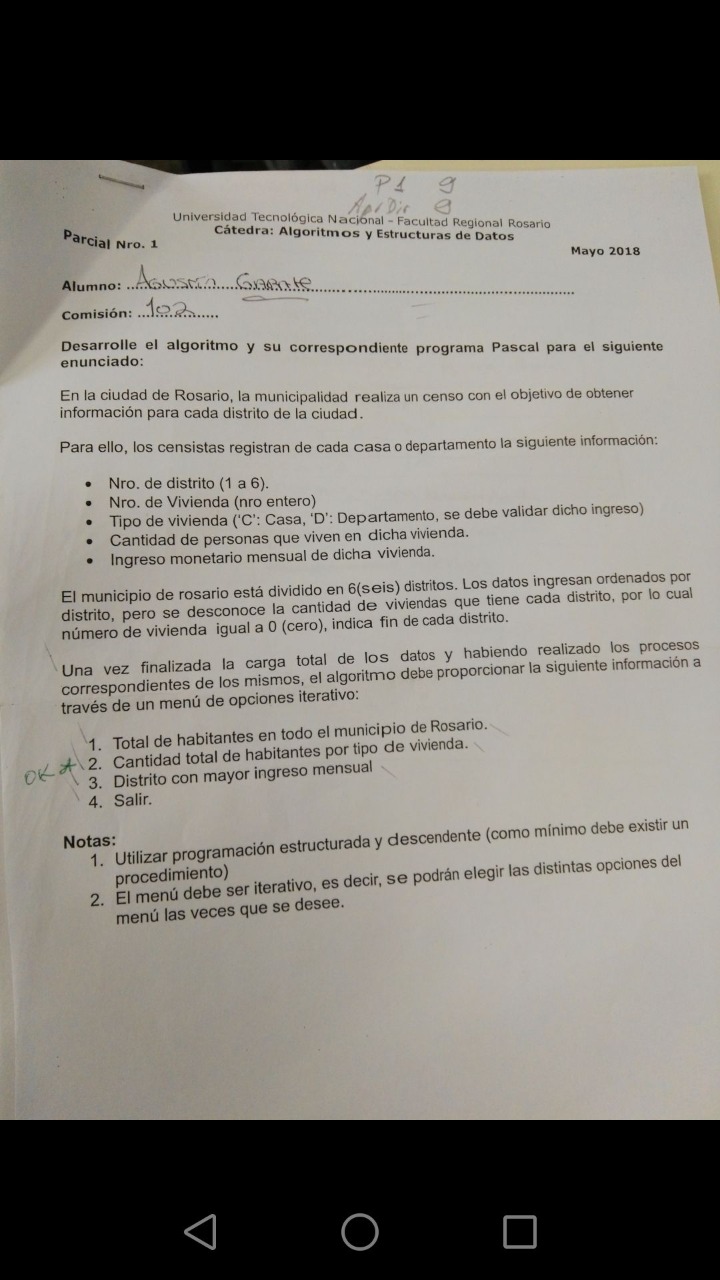 P1 9
9
Universidad Tecnológica Nacional - Facultad Regional Rosario
Parcial Nro. 1
Cátedra: Algoritmos y Estructuras de Datos
Mayo 2018
Alumno:
Comisión: 102
Desarrolle el algoritmo y su correspondiente programa Pascal para el siguiente
enunciado:
En la ciudad de Rosario, la municipalidad realiza un censo con el objetivo de obtener
información para cada distrito de la ciudad.
Para ello, los censistas registran de cada casa o departamento la siguiente información:
• Nro. de distrito (1 a 6).
• Nro. de Vivienda (nro entero)
• Tipo de vivienda ('C': Casa, 'D': Departamento, se debe validar dicho ingreso)
• Cantidad de personas que viven en dicha vivienda.
• Ingreso monetario mensual de dicha vivienda.
El municipio de rosario está dividido en 6(seis) distritos. Los datos ingresan ordenados por
distrito, pero se desconoce la cantidad de viviendas que tiene cada distrito, por lo cual
número de vivienda igual a 0 (cero), indica fin de cada distrito.
Una vez finalizada la carga total de los datos y habiendo realizado los procesos
correspondientes de los mismos, el algoritmo debe proporcionar la siguiente información a
través de un menú de opciones iterativo:
1. Total de habitantes en todo el municipio de Rosario.
2. Cantidad total de habitantes por tipo de vivienda.
OK
3. Distrito con mayor ingreso mensual
4. Salir.
Notas:
1. Utilizar programación estructurada y descendente (como mínimo debe existir un
procedimiento)
2. El menú debe ser iterativo, es decir, se podrán elegir las distintas opciones del
menú las veces que se desee.